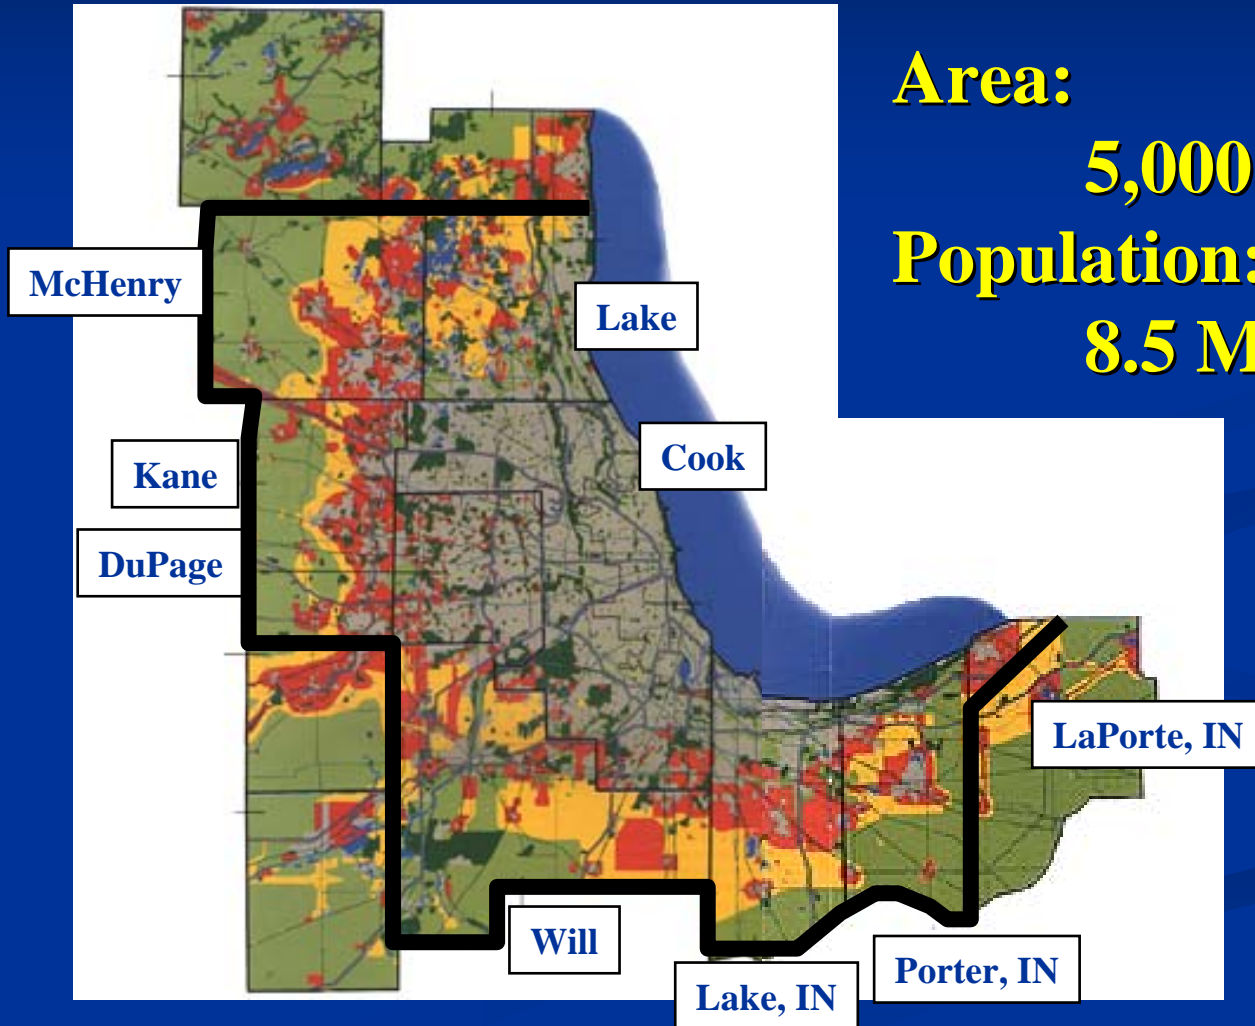 Area:
5,000
Population:
8.5 M
McHenry
Lake
Cook
Kane
DuPage
LaPorte, IN
Will
Porter, IN
Lake, IN